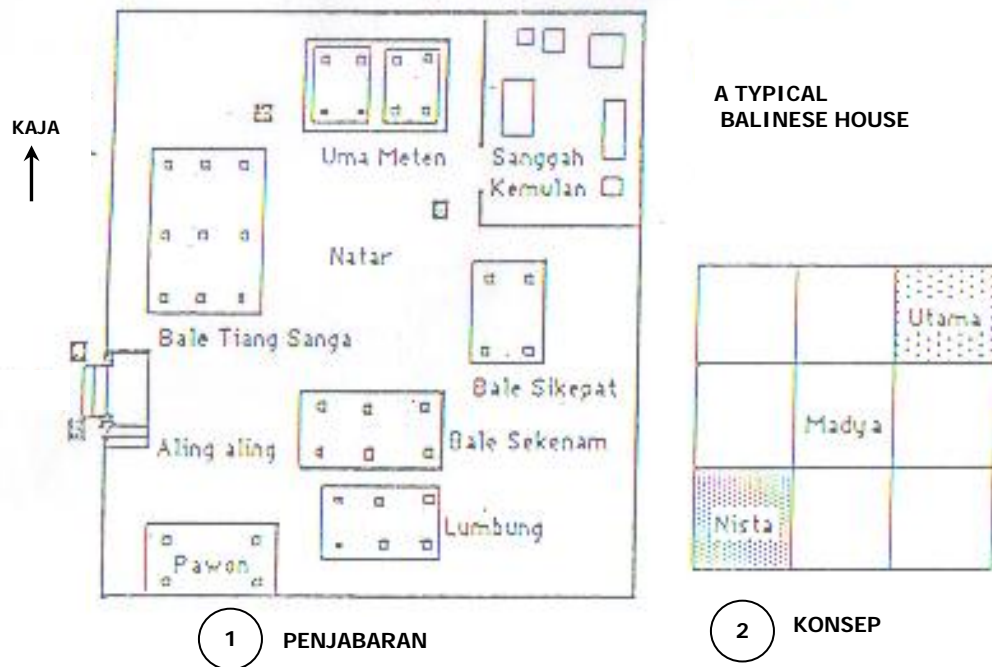 KAJA
A TYPICAL
BALINESE HOUSE
Uma Meten
Sanggah
Kemulan
Natar
Bale Tiang Sanga
Bale Sikepat
Aling aling
Bale Sekenam
Lumbung
Pawon
Utama
Madya
Nista
1 PENJABARAN
2 KONSEP